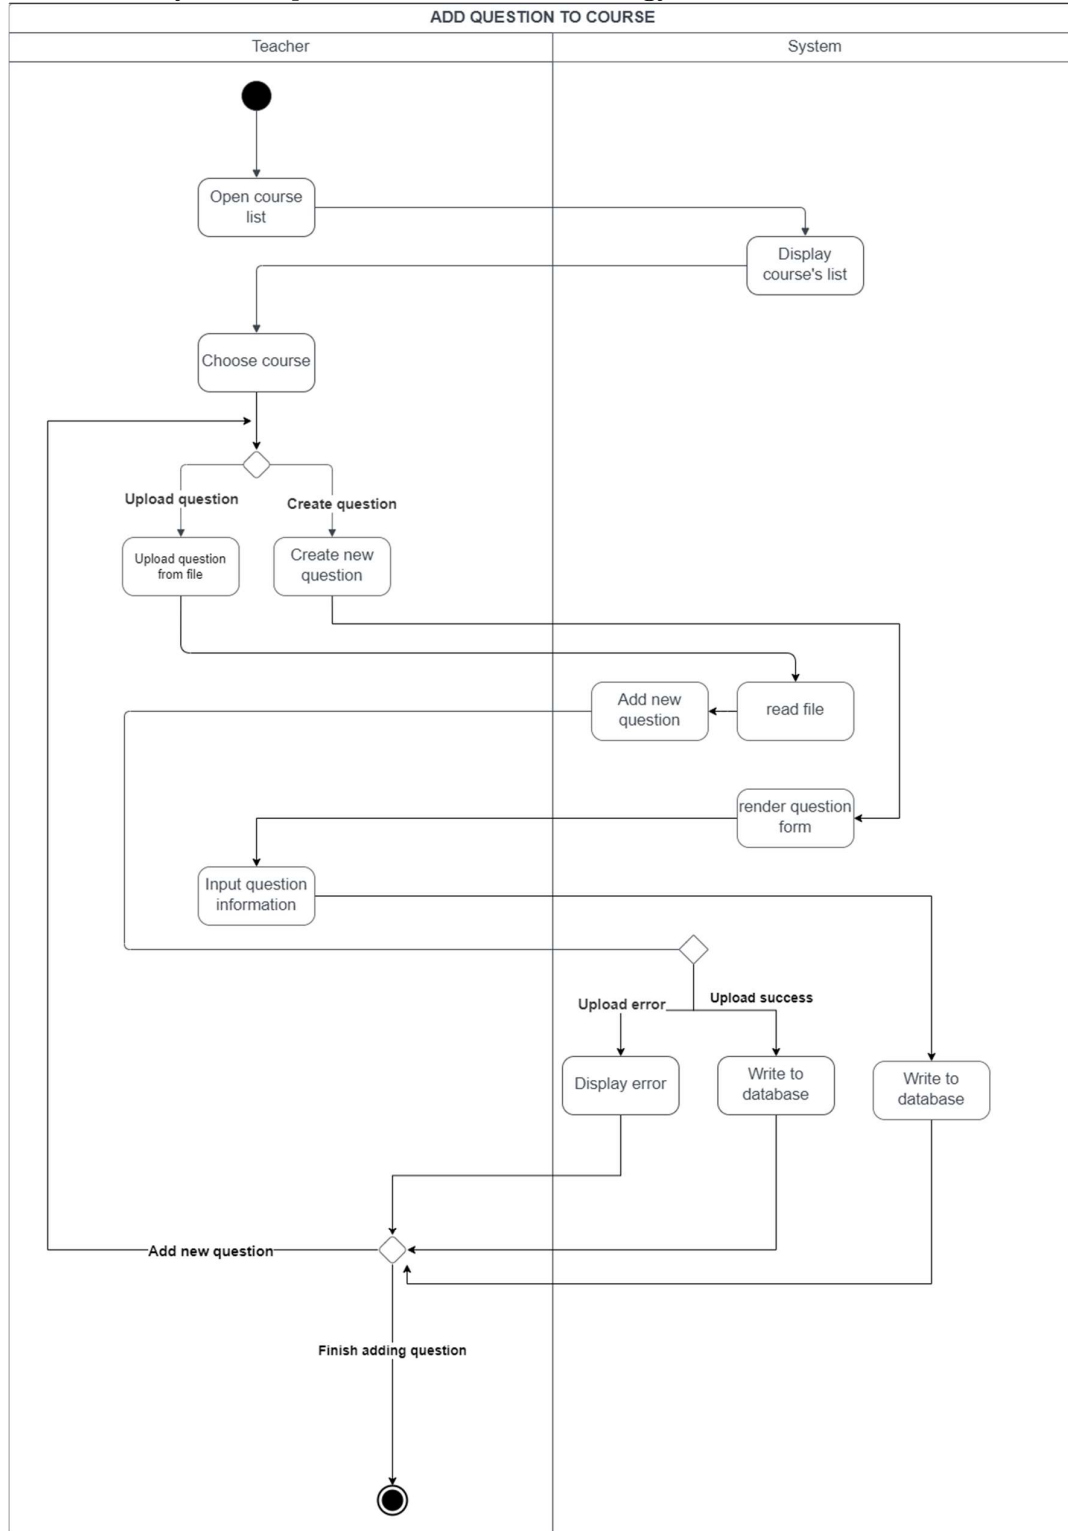 ADD QUESTION TO COURSE
Teacher
System
Open course
list
Display
course's list
Choose course
Upload question
Create question
Upload question
from file
Create new
question
Add new
question
read file
render question
form
Input question
information
Upload error
Upload success
Display error
Write to
database
Write to
database
Add new question
Finish adding question